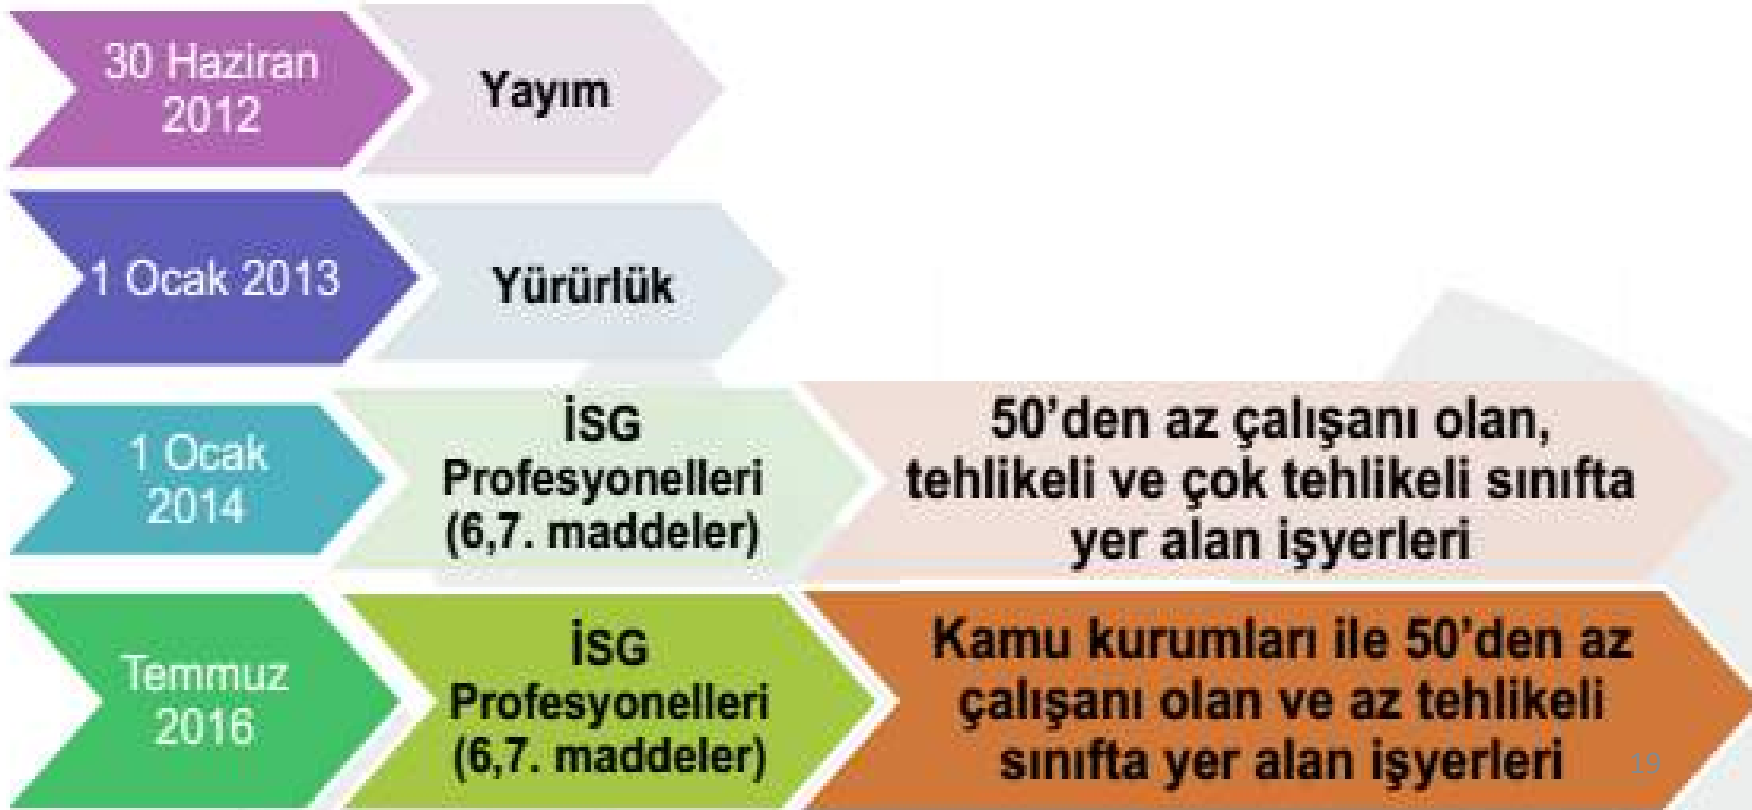 30 Haziran
2012
Yayım
1 Ocak 2013
Yürürlük
1 Ocak
2014
İSG
Profesyonelleri
(6,7. maddeler)
50'den az çalışanı olan,
tehlikeli ve çok tehlikeli sınıfta
yer alan işyerleri
Temmuz
2016
İSG
Profesyonelleri
(6,7. maddeler)
Kamu kurumları ile 50'den az
çalışanı olan ve az tehlikeli
sınıfta yer alan işyerleri
19